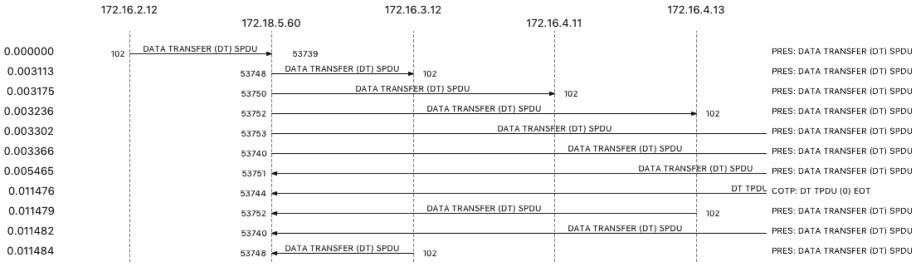 172.16.2.12 172.16.3.12 172.16.4.13
172.18.5.60 172.16.4.11
0.000000 102 DATA TRANSFER (DT) SPDU 53739 PRES: DATA TRANSFER (DT) SPDU
0.003113 53748 DATA TRANSFER (DT) SPDU 102 PRES: DATA TRANSFER (DT) SPDU
0.003175 53750 DATA TRANSFER (DT) SPDU 102 PRES: DATA TRANSFER (DT) SPDU
0.003236 53752 DATA TRANSFER (DT) SPDU 102 PRES: DATA TRANSFER (DT) SPDU
0.003302 53753 DATA TRANSFER (DT) SPDU PRES: DATA TRANSFER (DT) SPDU
0.003366 53740 DATA TRANSFER (DT) SPDU PRES: DATA TRANSFER (DT) SPDU
0.005465 53751 DATA TRANSFER (DT) SPDU PRES: DATA TRANSFER (DT) SPDU
0.011476 53744 DT TPDU COTP: DT TPDU (0) EOT
0.011479 53752 DATA TRANSFER (DT) SPDU 102 PRES: DATA TRANSFER (DT) SPDU
0.011482 53740 DATA TRANSFER (DT) SPDU PRES: DATA TRANSFER (DT) SPDU
0.011484 53748 DATA TRANSFER (DT) SPDU 102 PRES: DATA TRANSFER (DT) SPDU